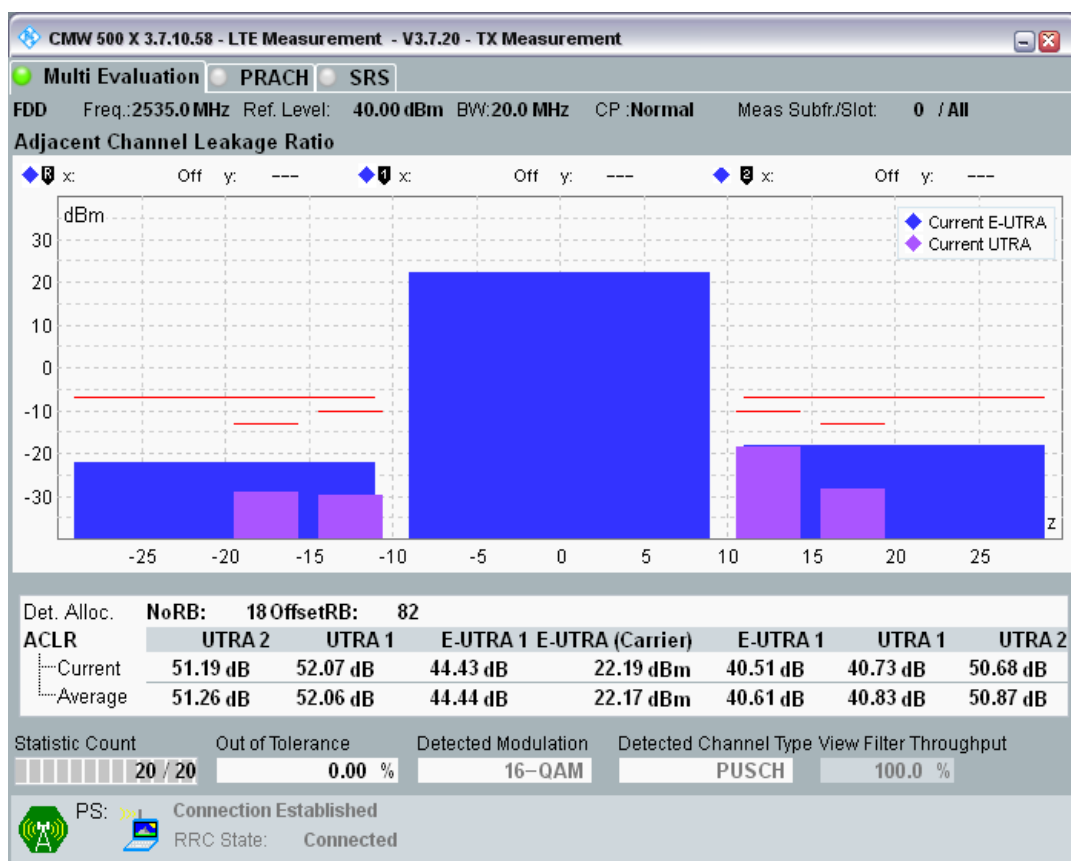 CMW 500 X 3.7.10.58 - LTE Measurement - V3.7.20 - TX Measurement
Multi Evaluation PRACH SRS
FDD Freq.:2535.0 MHz Ref. Level: 40.00 dBm BW:20.0 MHz CP :Normal Meas Subfr./Slot: 0 / All
Adjacent Channel Leakage Ratio
R x: Off y: --- 1 x: Off y: --- 2 x: Off y: ---
dBm
Current E-UTRA
Current UTRA
30
20
10
0
-10
-20
-30
z
-25 -20 -15 -10 -5 0 5 10 15 20 25
Det. Alloc. NoRB: 18 OffsetRB: 82
ACLR UTRA 2 UTRA 1 E-UTRA 1 E-UTRA (Carrier) E-UTRA 1 UTRA 1 UTRA 2
Current 51.19 dB 52.07 dB 44.43 dB 22.19 dBm 40.51 dB 40.73 dB 50.68 dB
Average 51.26 dB 52.06 dB 44.44 dB 22.17 dBm 40.61 dB 40.83 dB 50.87 dB
Statistic Count Out of Tolerance Detected Modulation Detected Channel Type View Filter Throughput
20 / 20 0.00 % 16-QAM PUSCH 100.0 %
PS: Connection Established
RRC State: Connected